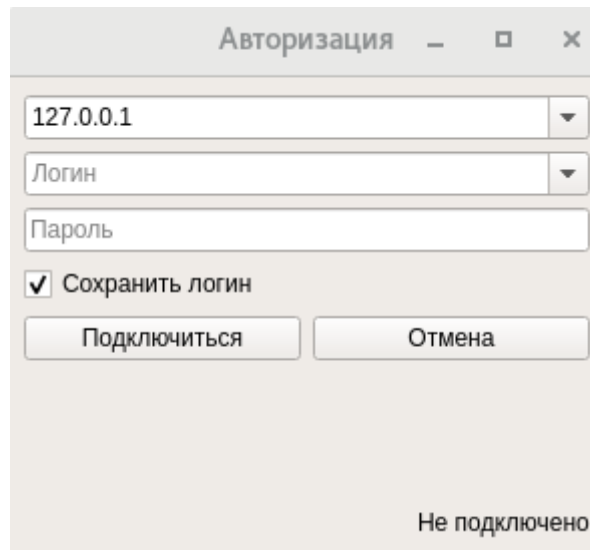 Авторизация
127.0.0.1
Логин
Пароль
Сохранить логин
Подключиться Отмена
Не подключено